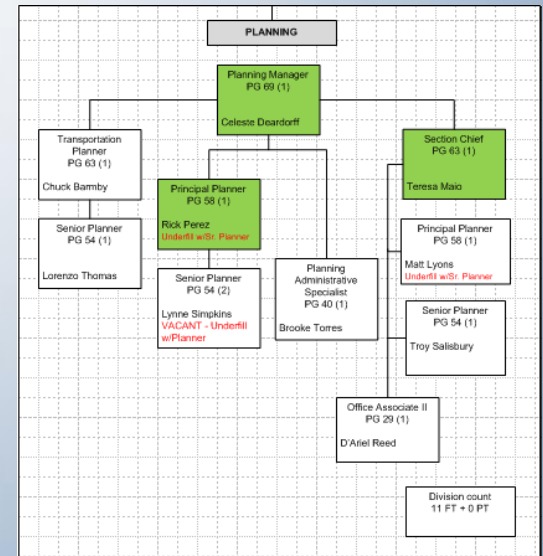 PLANNING
Planning Manager
PG 69 (1)
Celeste Deardorff
Transportation
Planner
PG 63 (1)
Chuck Barmby
Section Chief
PG 63 (1)
Teresa Maio
Principal Planner
PG 58 (1)
Rick Perez
Underfill w/Sr. Planner
Senior Planner
PG 54 (1)
Lorenzo Thomas
Principal Planner
PG 58 (1)
Matt Lyons
Underfill w/Sr. Planner
Senior Planner
PG 54 (2)
Lynne Simpkins
VACANT - Underfill
w/Planner
Planning
Administrative
Specialist
PG 40 (1)
Brooke Torres
Senior Planner
PG 54 (1)
Troy Salisbury
Office Associate II
PG 29 (1)
D'Ariel Reed
Division count
11 FT + 0 PT